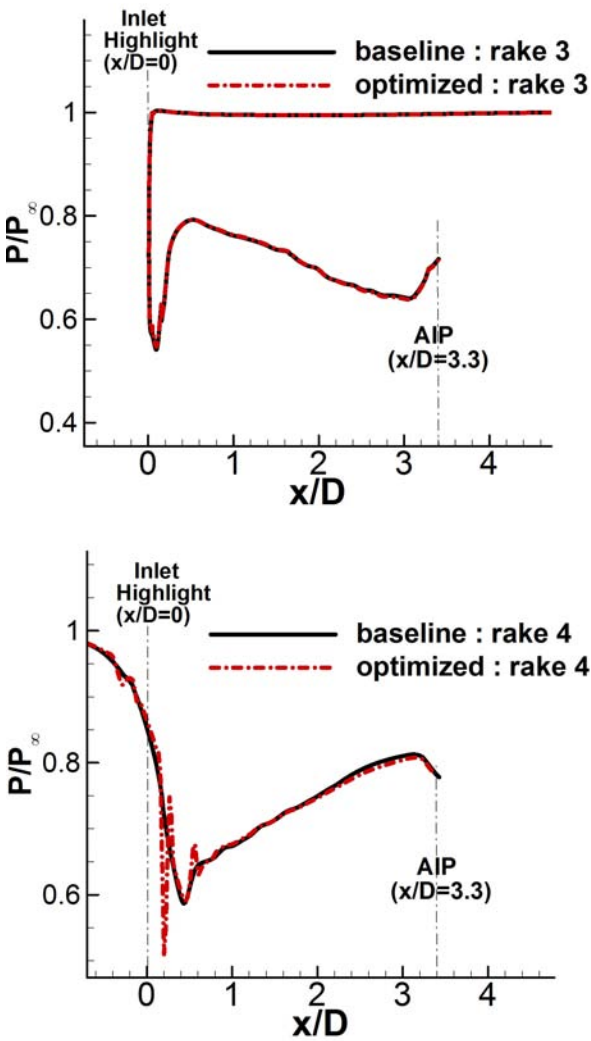 Inlet
Highlight
(x/D=0)
baseline : rake 3
optimized : rake 3
1
0.8
0.6
0.4
P/P∞
AIP
(x/D=3.3)
0 1 2 3 4
x/D
Inlet
Highlight
(x/D=0)
baseline : rake 4
optimized : rake 4
1
0.8
0.6
P/P∞
AIP
(x/D=3.3)
0 1 2 3 4
x/D